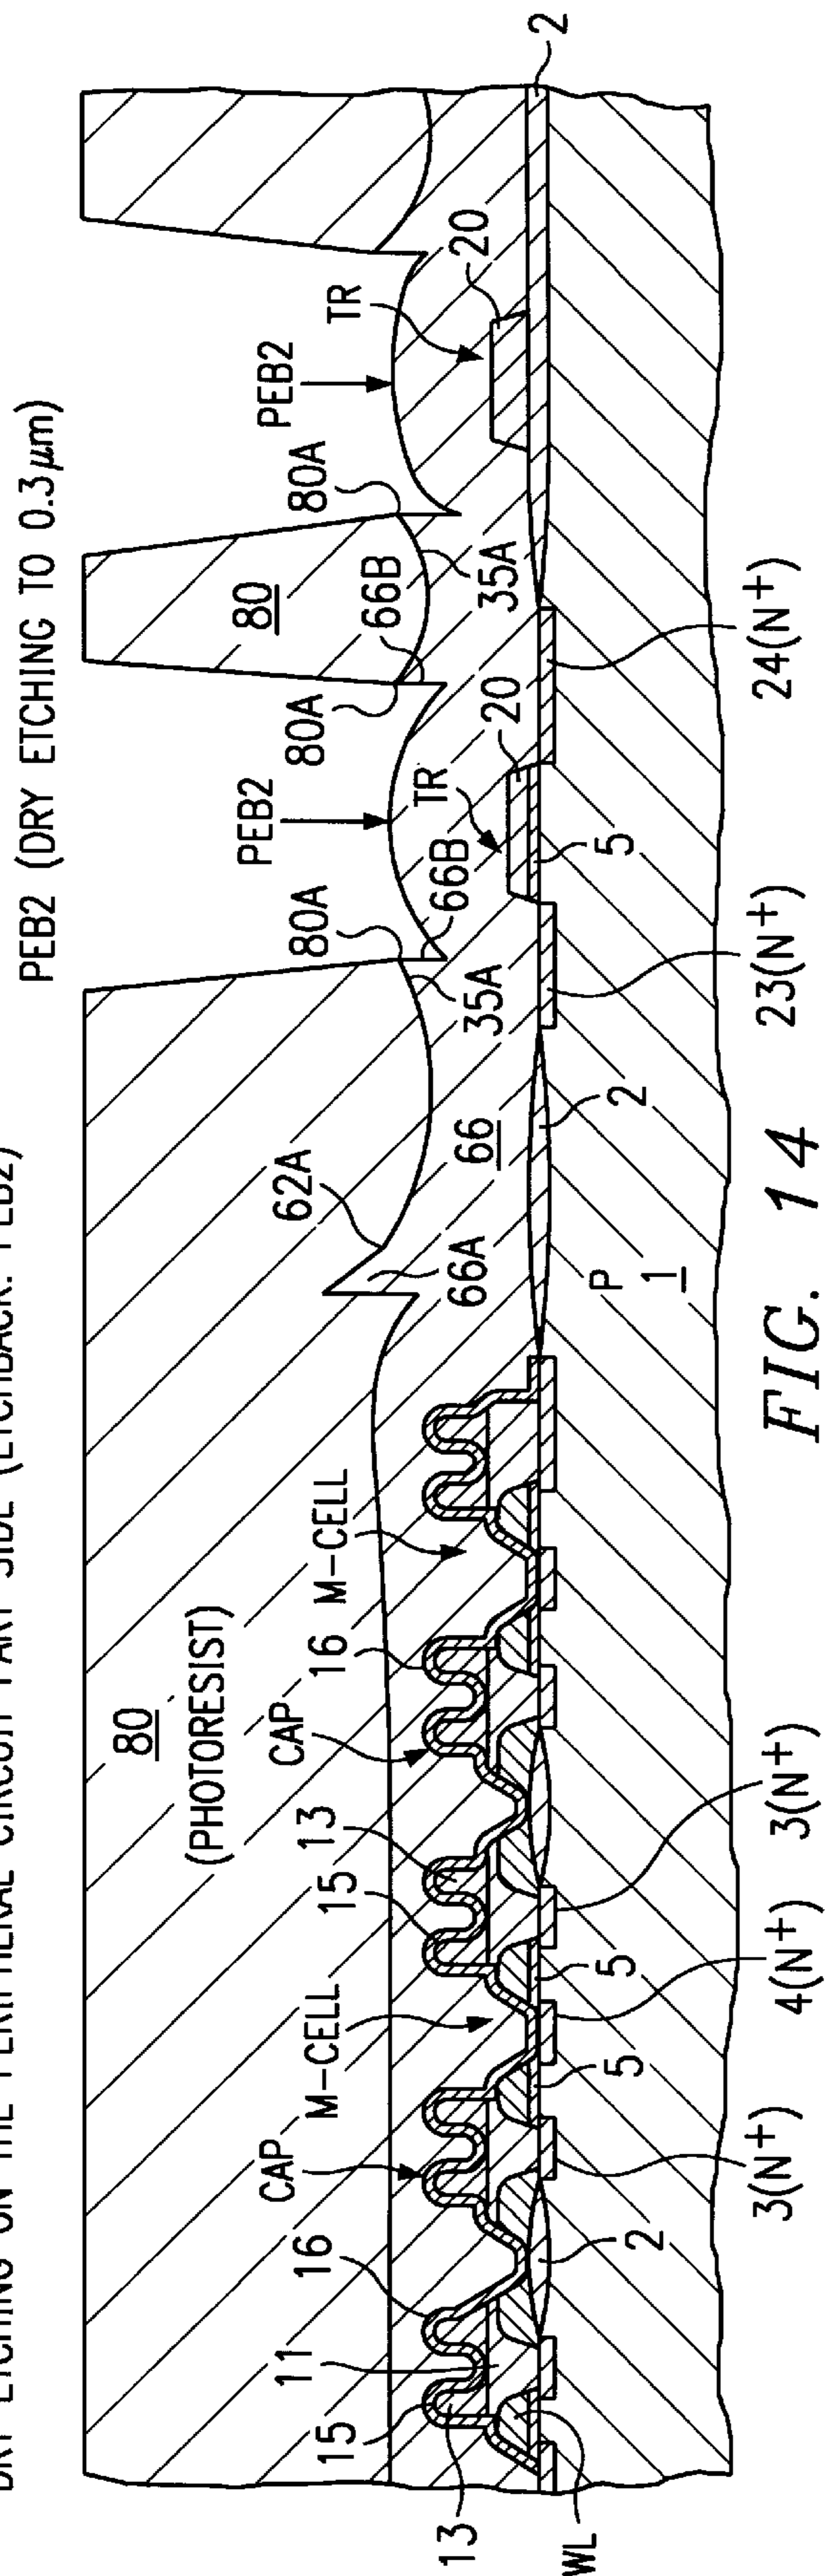 DRY ETCHING ON THE PERIPHERAL CIRCUIT PART SIDE (ETCHBACK: PEB2)
PEB2 (DRY ETCHING TO 0.3μm)
80
(PHOTORESIST)
62A
PEB2
80A
80A
80
80A
PEB2
15
11
16
CAP
M-CELL
15
13
CAP
16
M-CELL
66A
66
35A
66B
TR
20
66B
35A
TR
20
2
13
WL
2
3(N+)
5
4(N+)
5
3(N+)
P
1
2
23(N+)
5
24(N+)
FIG. 14